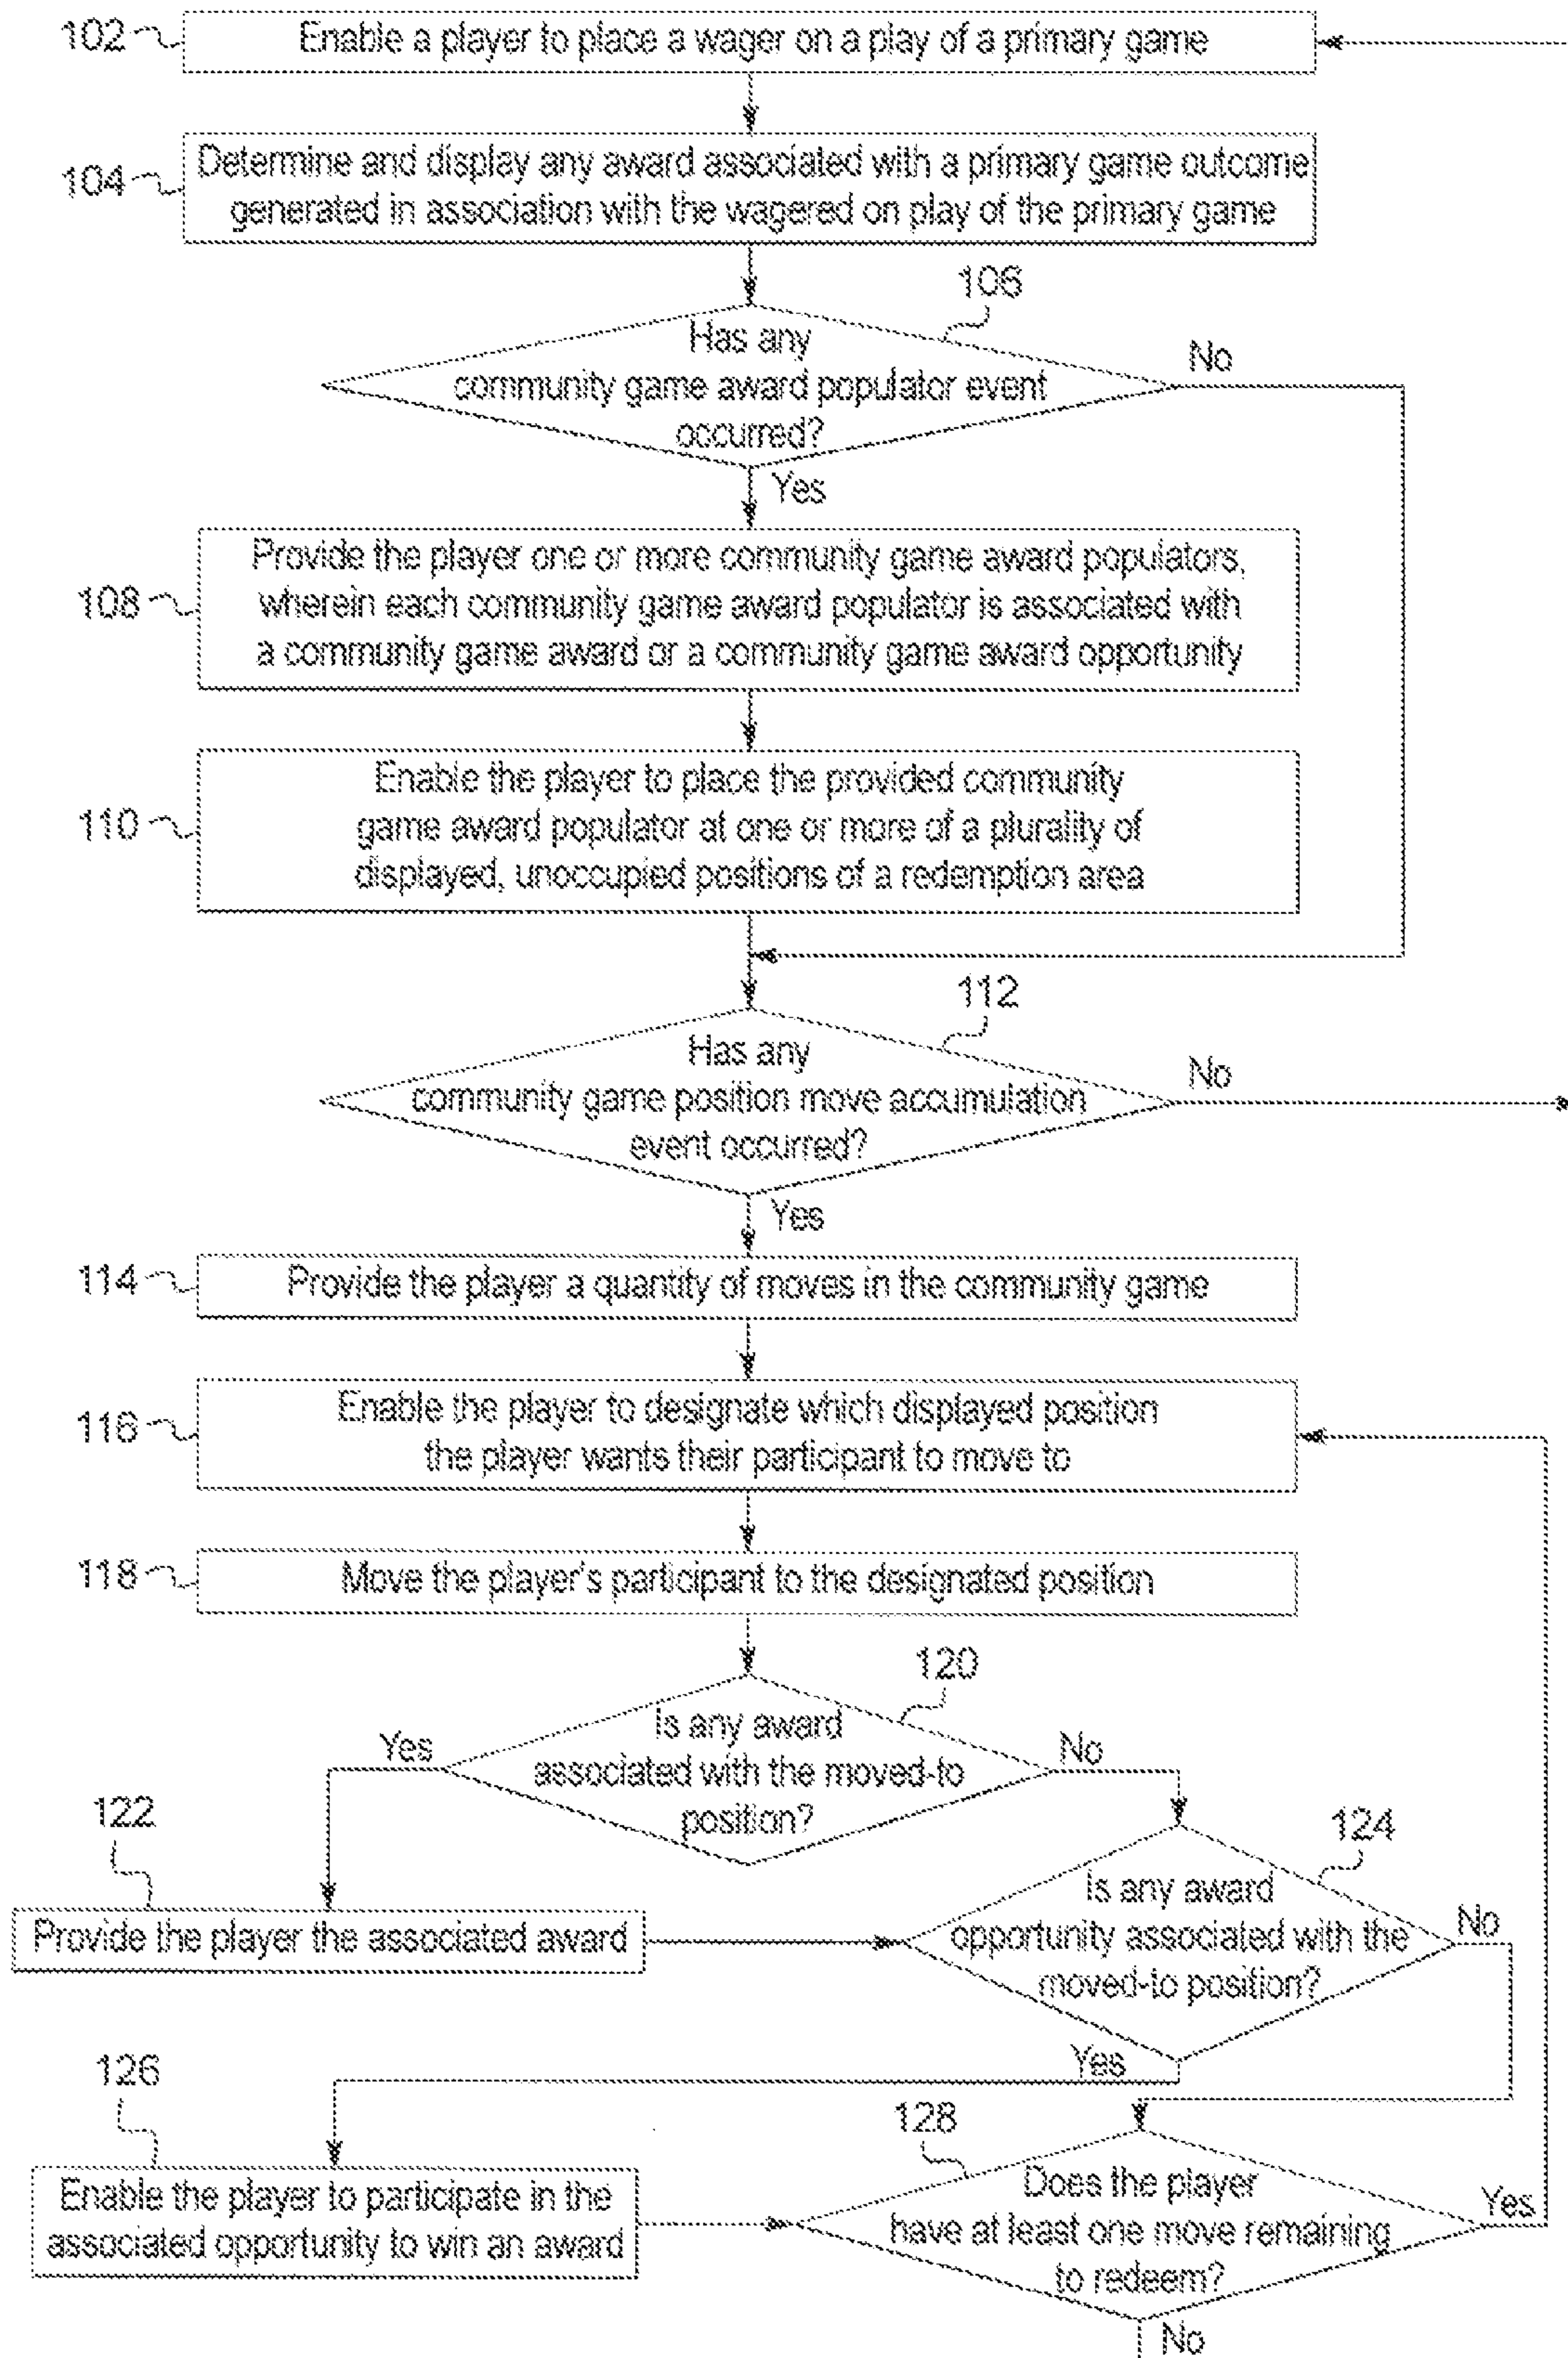 102
Enable a player to place a wager on a play of a primary game
104
Determine and display any award associated with a primary game outcome
generated in association with the wagered on play of the primary game
106
Has any
community game award populator event
occurred?
No
Yes
108
Provide the player one or more community game award populators,
wherein each community game award populator is associated with
a community game award or a community game award opportunity
110
Enable the player to place the provided community
game award populator at one or more of a plurality of
displayed, unoccupied positions of a redemption area
112
Has any
community game position move accumulation
event occurred?
No
Yes
114
Provide the player a quantity of moves in the community game
116
Enable the player to designate which displayed position
the player wants their participant to move to
118
Move the player's participant to the designated position
120
Is any award
associated with the moved-to
position?
Yes
No
122
Provide the player the associated award
124
Is any award
opportunity associated with the
moved-to position?
No
Yes
126
Enable the player to participate in the
associated opportunity to win an award
128
Does the player
have at least one move remaining
to redeem?
Yes
No